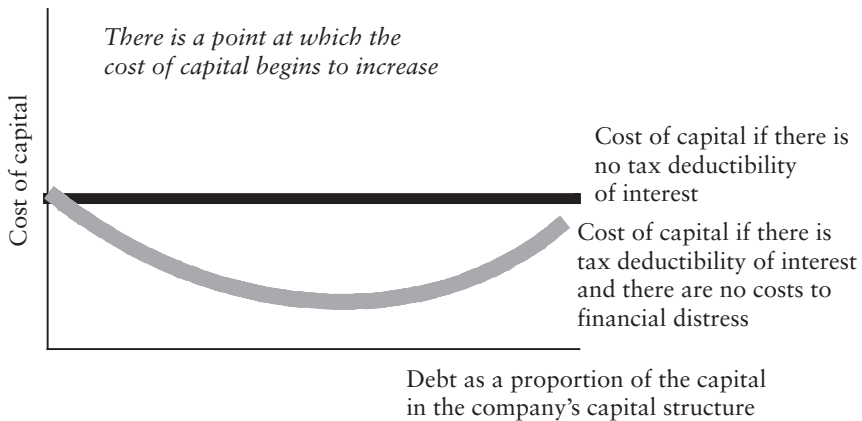 There is a point at which the
cost of capital begins to increase
Cost of capital
Cost of capital if there is
no tax deductibility
of interest
Cost of capital if there is
tax deductibility of interest
and there are no costs to
financial distress
Debt as a proportion of the capital
in the company's capital structure